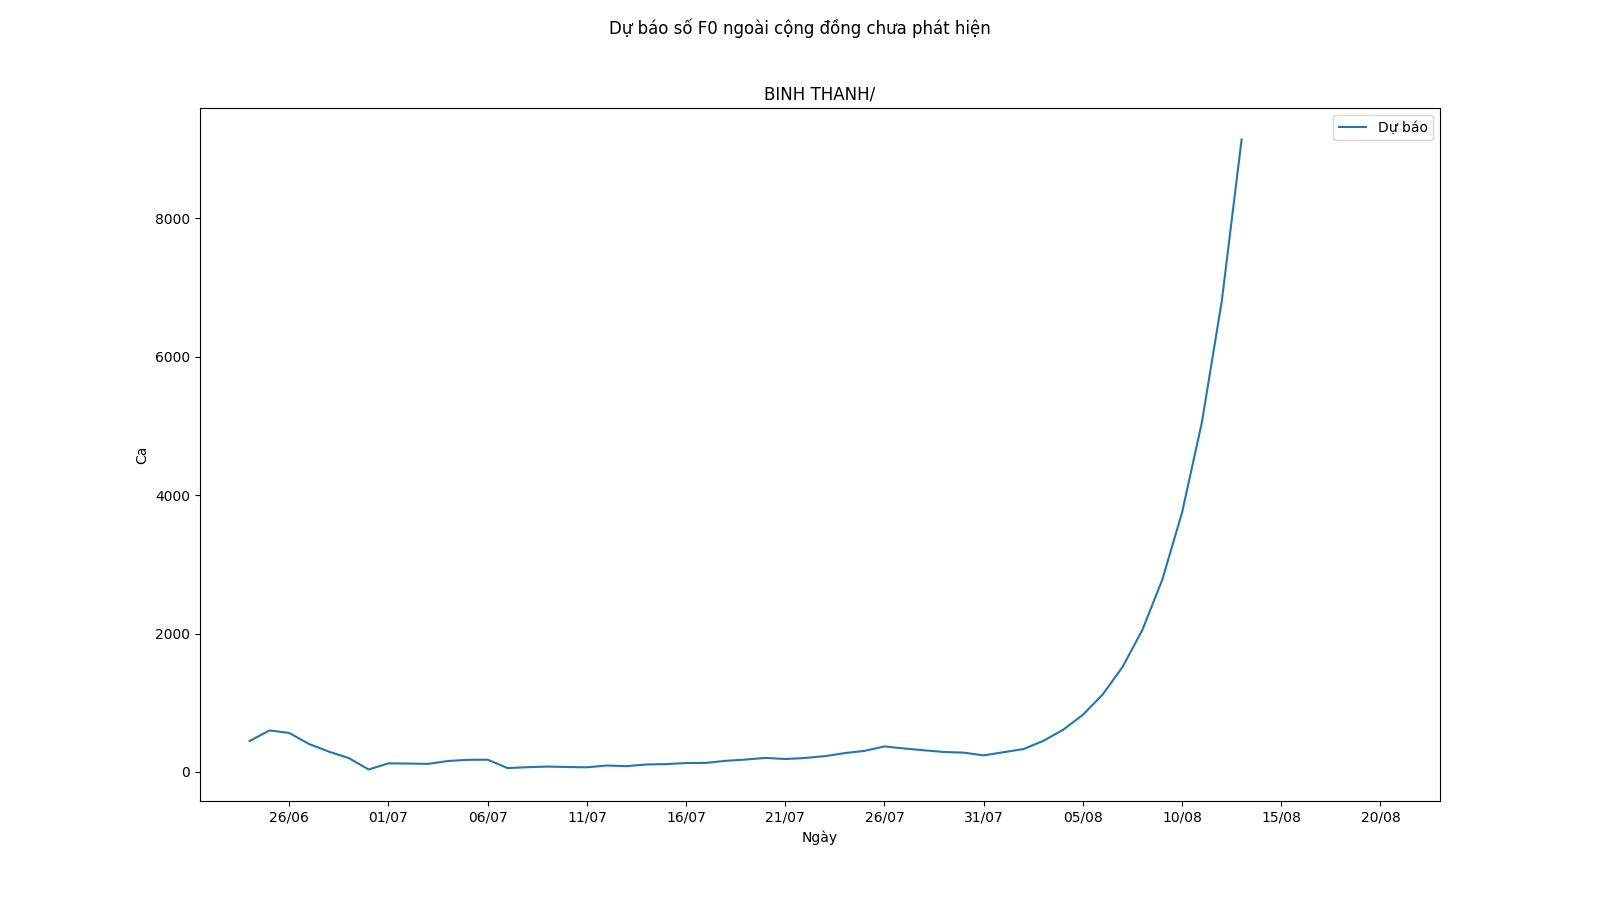 Dự báo số F0 ngoài cộng đồng chưa phát hiện
BINH THANH/
Dự báo
8000
6000
4000
2000
0
Ca
26/06 01/07 06/07 11/07 16/07 21/07 26/07 31/07 05/08 10/08 15/08 20/08
Ngày